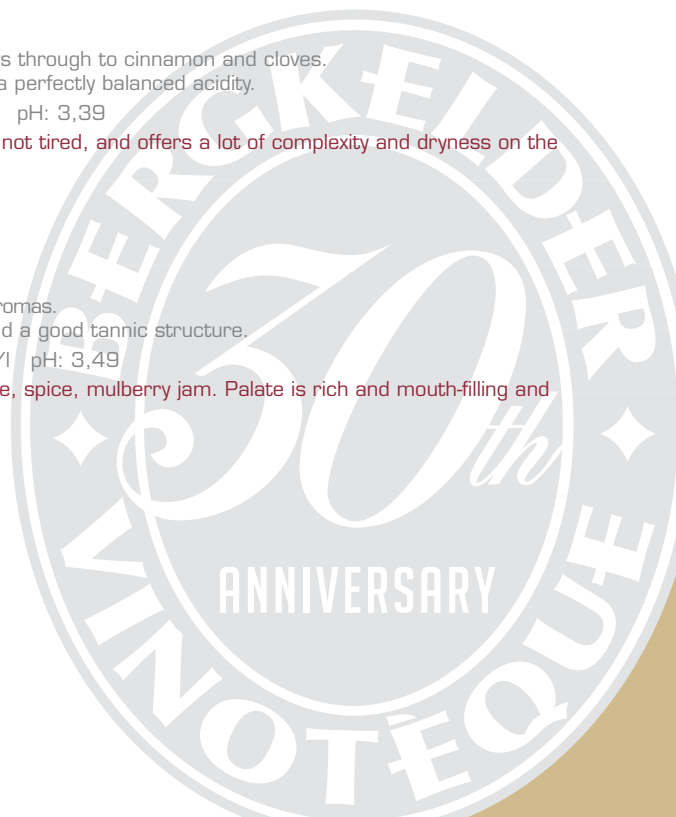 s through to cinnamon and cloves.
a perfectly balanced acidity.
pH: 3,39
not tired, and offers a lot of complexity and dryness on the
romas.
d a good tannic structure.
/l pH: 3,49
e, spice, mulberry jam. Palate is rich and mouth-filling and
BERGKELDER
30th
ANNIVERSARY
VINOTÈQUE